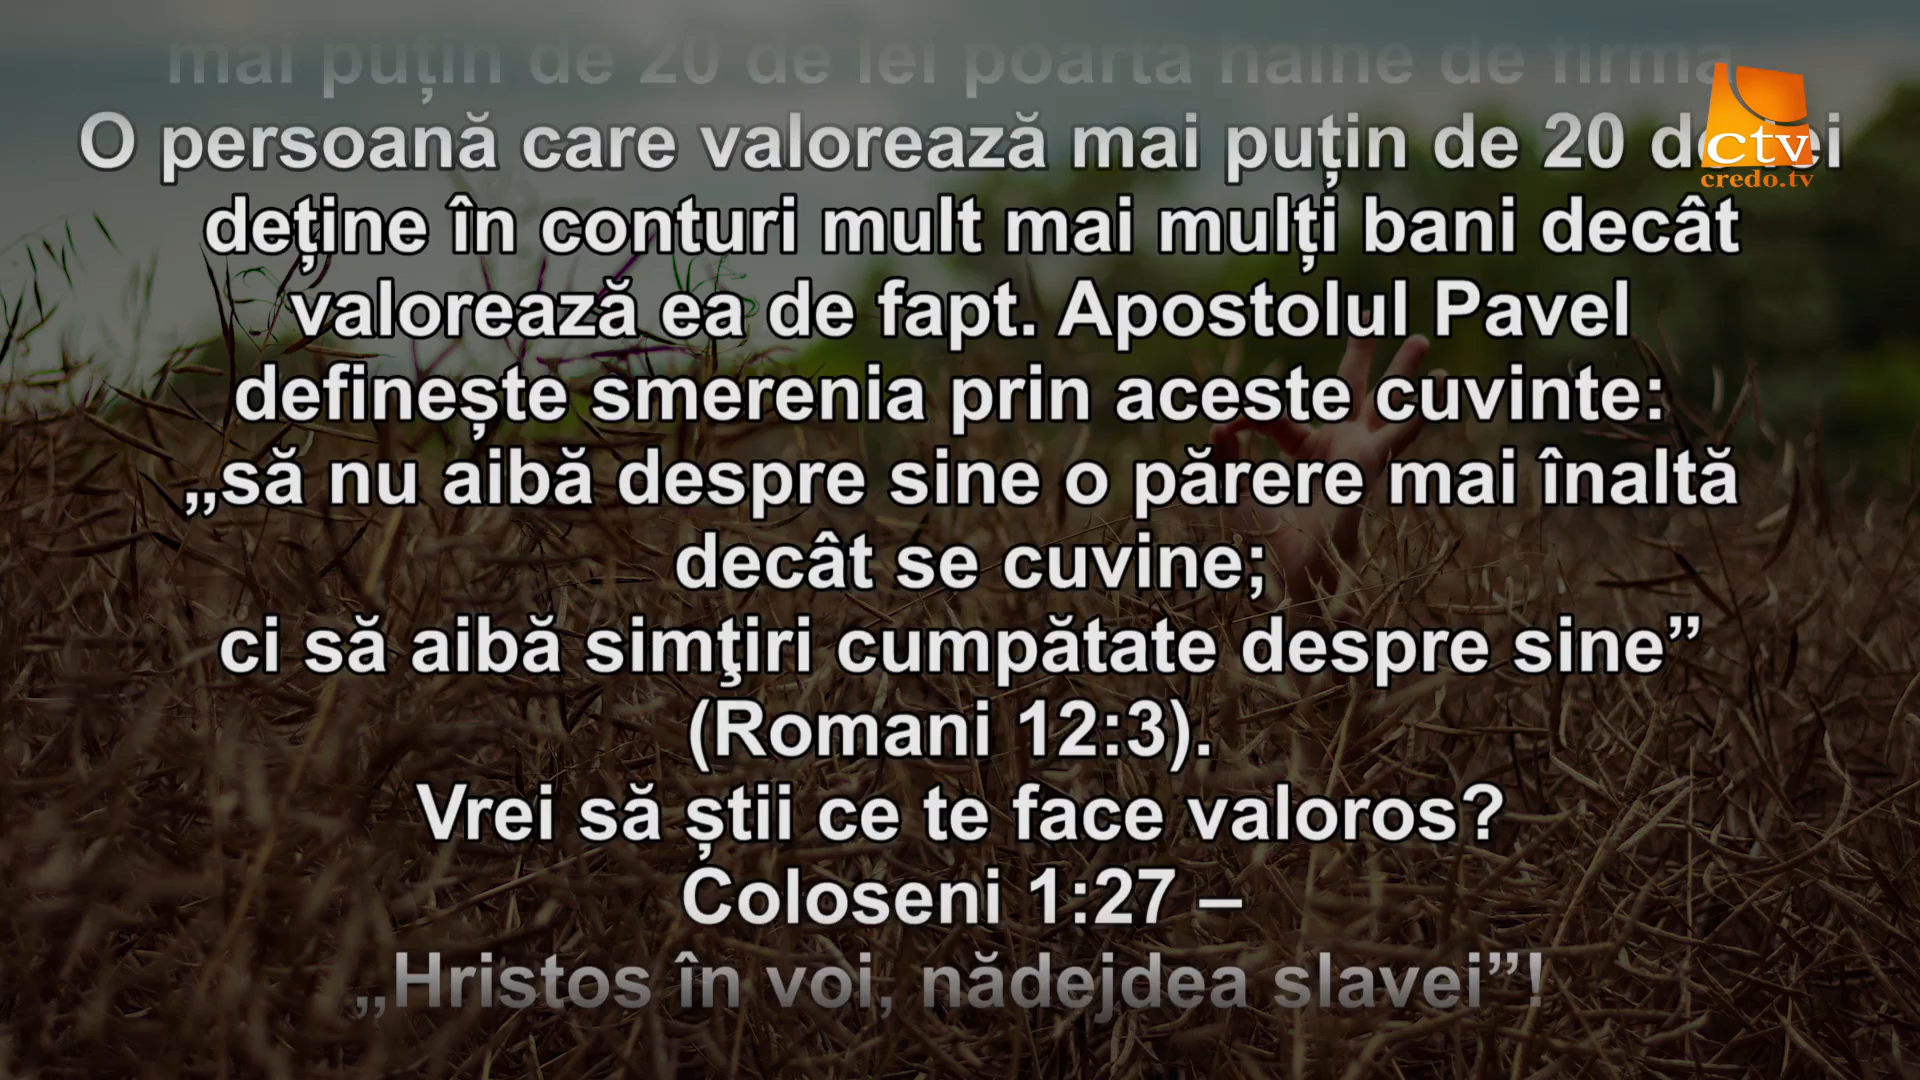 mai puțin de 20 de lei poartă haine de firmă
O persoană care valorează mai puțin de 20 de lei
deține în conturi mult mai mulți bani decât
valorează ea de fapt. Apostolul Pavel
definește smerenia prin aceste cuvinte:
„să nu aibă despre sine o părere mai înaltă
decât se cuvine;
ci să aibă simţiri cumpătate despre sine”
(Romani 12:3).
Vrei să știi ce te face valoros?
Coloseni 1:27 –
„Hristos în voi, nădejdea slavei”!
ctv
credo.tv